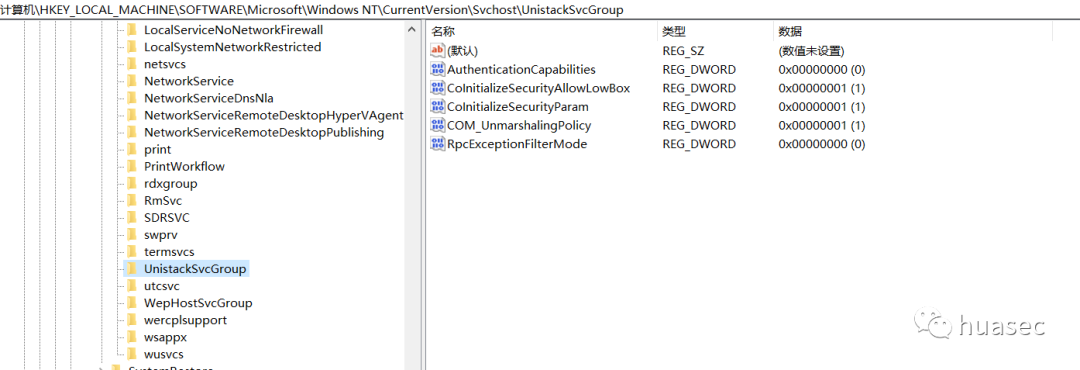 计算机\HKEY_LOCAL_MACHINE\SOFTWARE\Microsoft\Windows NT\CurrentVersion\Svchost\UnistackSvcGroup
LocalServiceNoNetworkFirewall
LocalSystemNetworkRestricted
netsvcs
NetworkService
NetworkServiceDnsNla
NetworkServiceRemoteDesktopHyperVAgent
NetworkServiceRemoteDesktopPublishing
print
PrintWorkflow
rdxgroup
RmSvc
SDRSVC
swprv
termsvcs
UnistackSvcGroup
utcsvc
WepHostSvcGroup
wercplsupport
wsappx
wusvcs
SystemRestore
名称 类型 数据
ab (默认) REG_SZ (数值未设置)
AuthenticationCapabilities REG_DWORD 0x00000000 (0)
CoInitializeSecurityAllowLowBox REG_DWORD 0x00000001 (1)
CoInitializeSecurityParam REG_DWORD 0x00000001 (1)
COM_UnmarshalingPolicy REG_DWORD 0x00000001 (1)
RpcExceptionFilterMode REG_DWORD 0x00000000 (0)
huasec